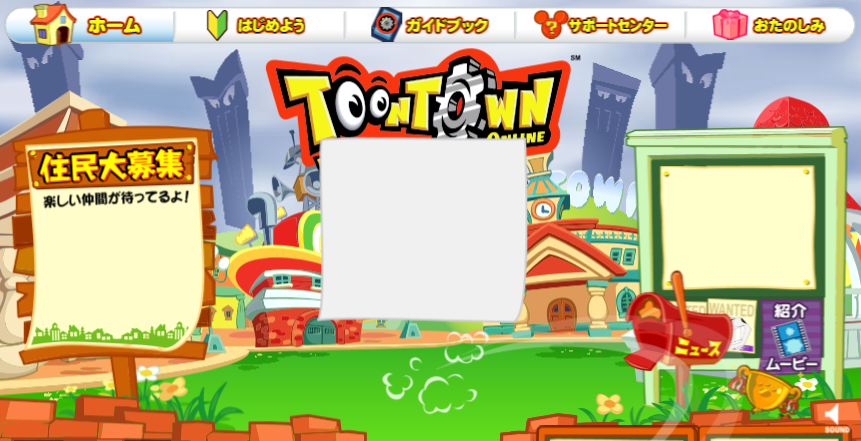 ホーム
はじめよう
ガイドブック
?
サポートセンター
おたのしみ
TOONTOWN
SM
ONLINE
住民大募集
楽しい仲間が待ってるよ!
TOWN
WANTED
紹介
ムービー
ニュース
SOUND